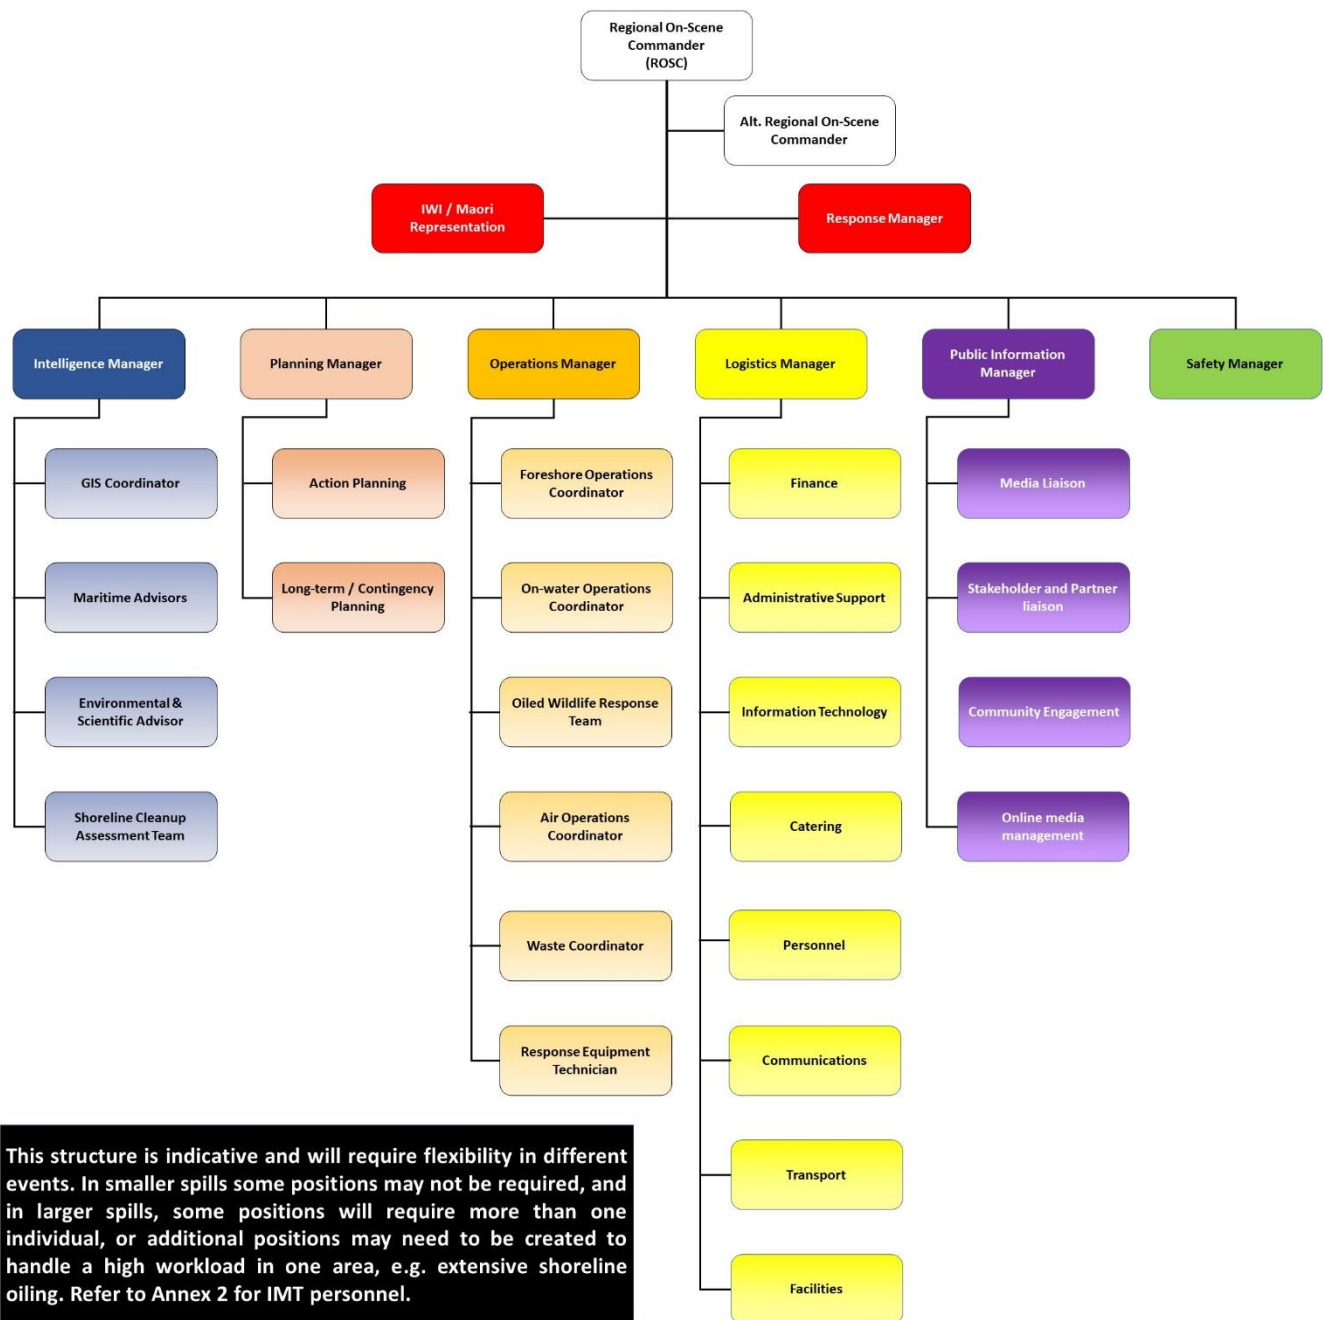 Regional On-Scene
Commander
(ROSC)
Alt. Regional On-Scene
Commander
IWI / Maori
Representation
Response Manager
Intelligence Manager
Planning Manager
Operations Manager
Logistics Manager
Public Information
Manager
Safety Manager
GIS Coordinator
Action Planning
Foreshore Operations
Coordinator
Finance
Media Liaison
Maritime Advisors
Long-term / Contingency
Planning
On-water Operations
Coordinator
Administrative Support
Stakeholder and Partner
liaison
Environmental &
Scientific Advisor
Oiled Wildlife Response
Team
Information Technology
Community Engagement
Shoreline Cleanup
Assessment Team
Air Operations
Coordinator
Catering
Online media
management
Waste Coordinator
Personnel
Response Equipment
Technician
Communications
Transport
Facilities
This structure is indicative and will require flexibility in different
events. In smaller spills some positions may not be required, and
in larger spills, some positions will require more than one
individual, or additional positions may need to be created to
handle a high workload in one area, e.g. extensive shoreline
oiling. Refer to Annex 2 for IMT personnel.